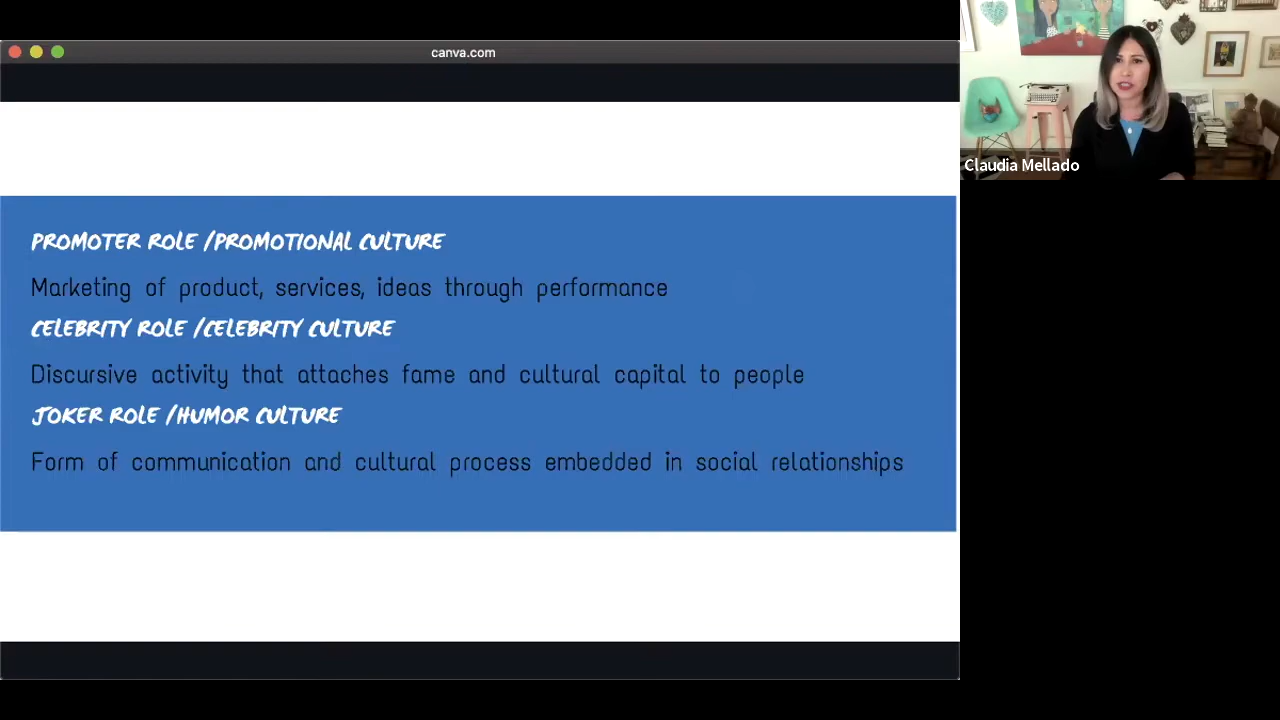 canva.com
PROMOTER ROLE /PROMOTIONAL CULTURE
Marketing of product, services, ideas through performance
CELEBRITY ROLE /CELEBRITY CULTURE
Discursive activity that attaches fame and cultural capital to people
JOKER ROLE /HUMOR CULTURE
Form of communication and cultural process embedded in social relationships
Claudia Mellado